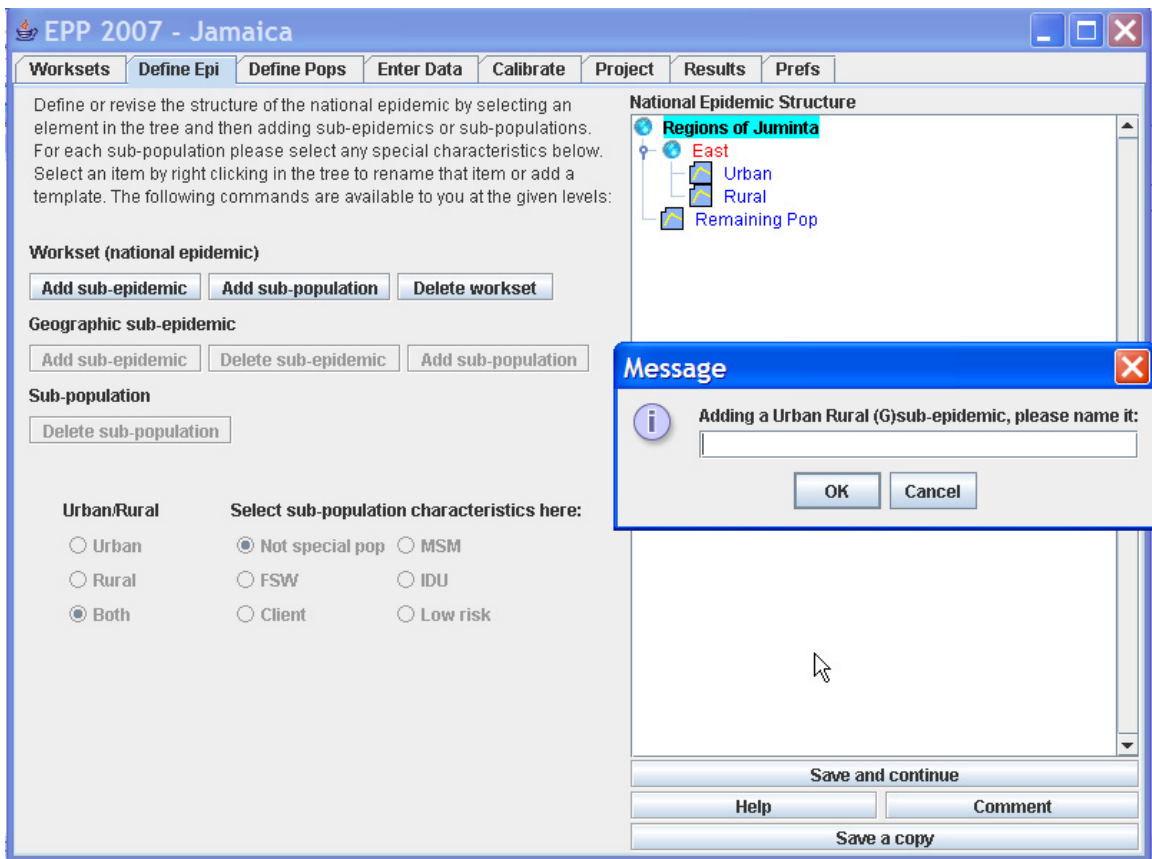 EPP 2007 - Jamaica
Worksets Define Epi Define Pops Enter Data Calibrate Project Results Prefs
Define or revise the structure of the national epidemic by selecting an
element in the tree and then adding sub-epidemics or sub-populations.
For each sub-population please select any special characteristics below.
Select an item by right clicking in the tree to rename that item or add a
template. The following commands are available to you at the given levels:
Workset (national epidemic)
Add sub-epidemic Add sub-population Delete workset
Geographic sub-epidemic
Add sub-epidemic Delete sub-epidemic Add sub-population
Sub-population
Delete sub-population
Urban/Rural Select sub-population characteristics here:
Urban Not special pop MSM
Rural FSW IDU
Both Client Low risk
National Epidemic Structure
Regions of Juminta
East
Urban
Rural
Remaining Pop
Message
Adding a Urban Rural (G)sub-epidemic, please name it:
OK Cancel
Save and continue
Help Comment
Save a copy